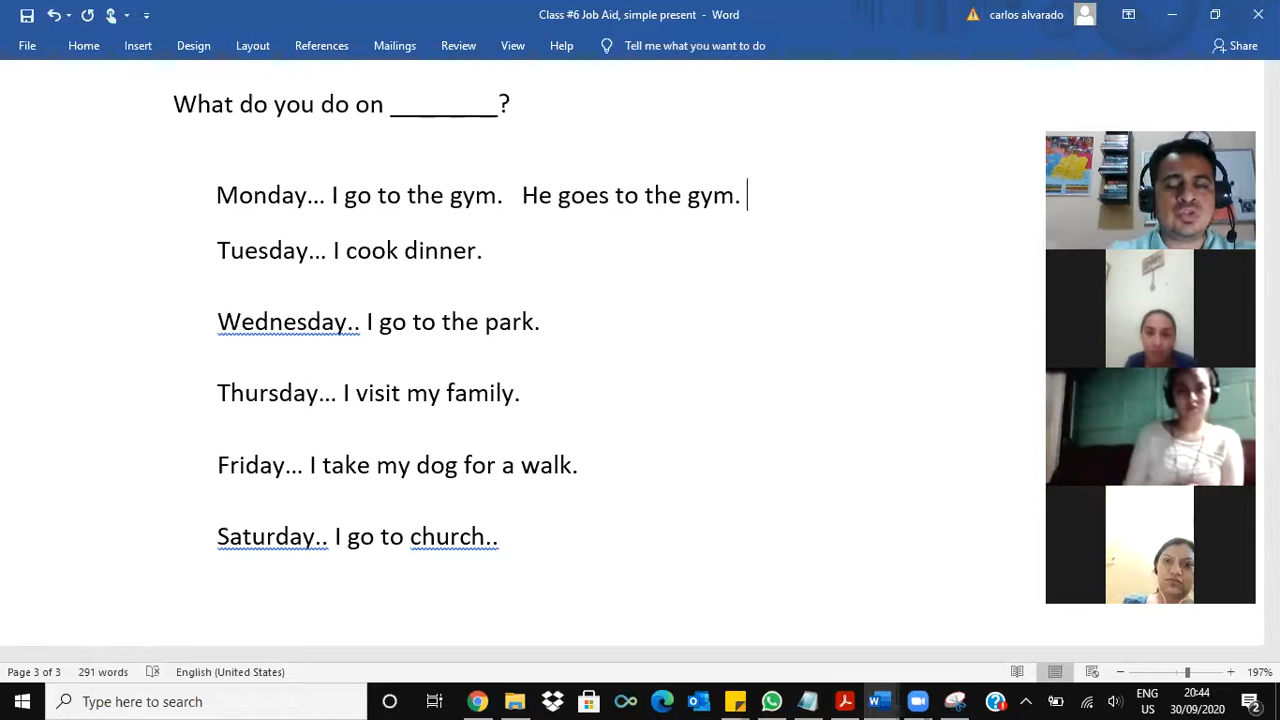 Class #6 Job Aid, simple present - Word
carlos alvarado
File Home Insert Draw Design Layout References Mailings Review View Help Tell me what you want to do Share
What do you do on ________?
Monday... I go to the gym. He goes to the gym.
Tuesday... I cook dinner.
Wednesday.. I go to the park.
Thursday... I visit my family.
Friday... I take my dog for a walk.
Saturday.. I go to church..
Page 3 of 3 291 words English (United States) 197%
Type here to search
ENG 20:44
US 30/09/2020
2